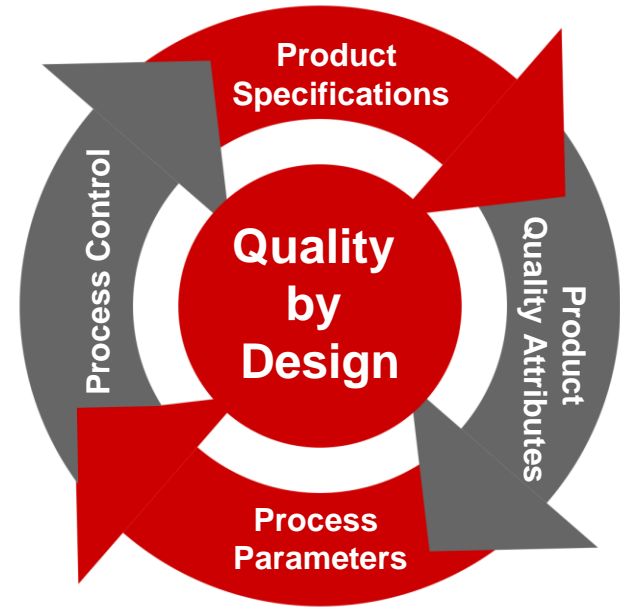 Product
Specifications
Product
Quality Attributes
Process
Parameters
Process Control
Quality
by
Design